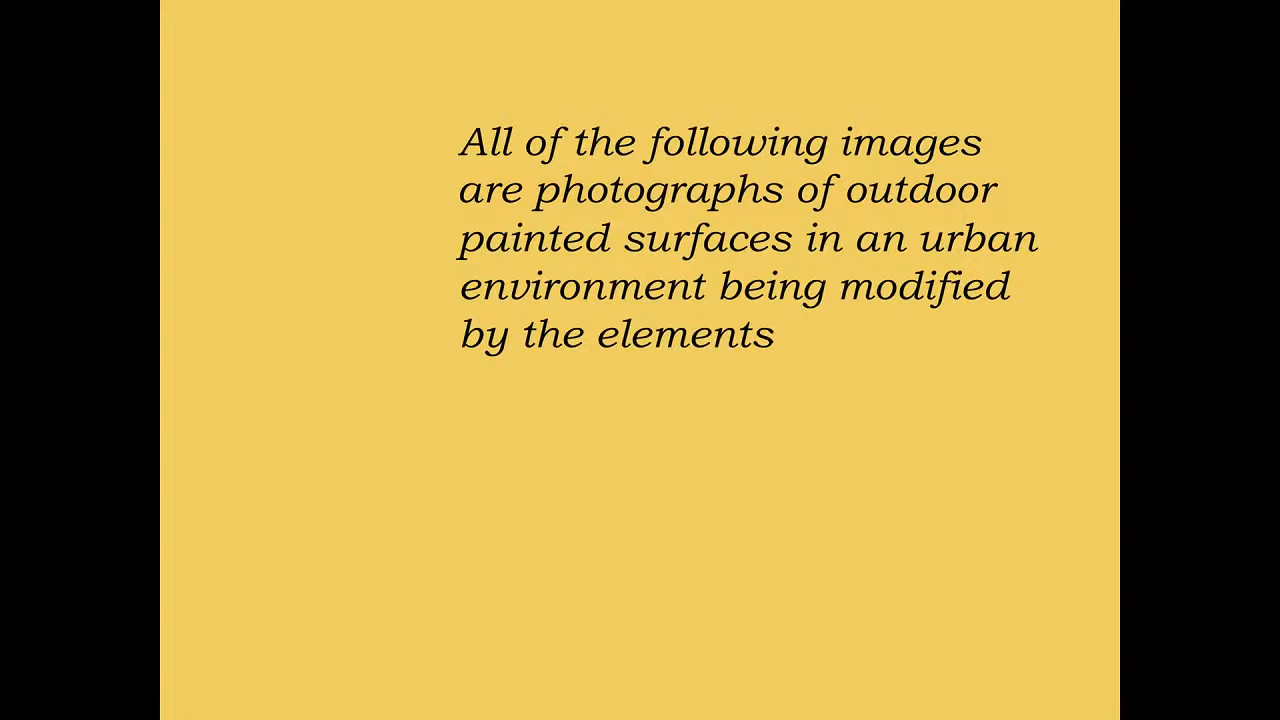 All of the following images
are photographs of outdoor
painted surfaces in an urban
environment being modified
by the elements